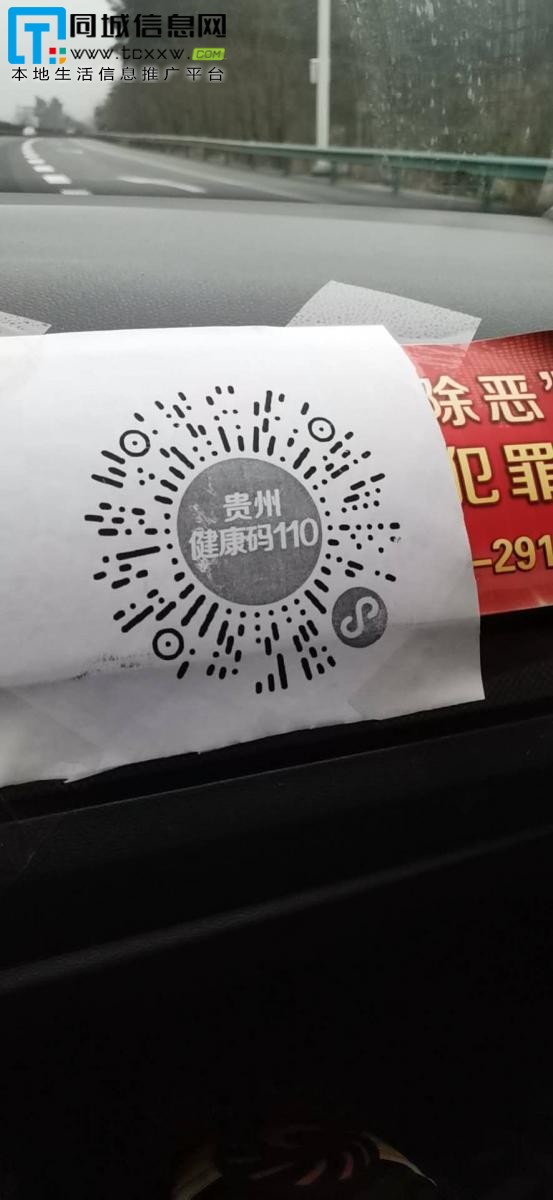 同城信息网
www.tcxxw.com
本地生活信息推广平台
除恶"
犯罪
-291
贵州
健康码110